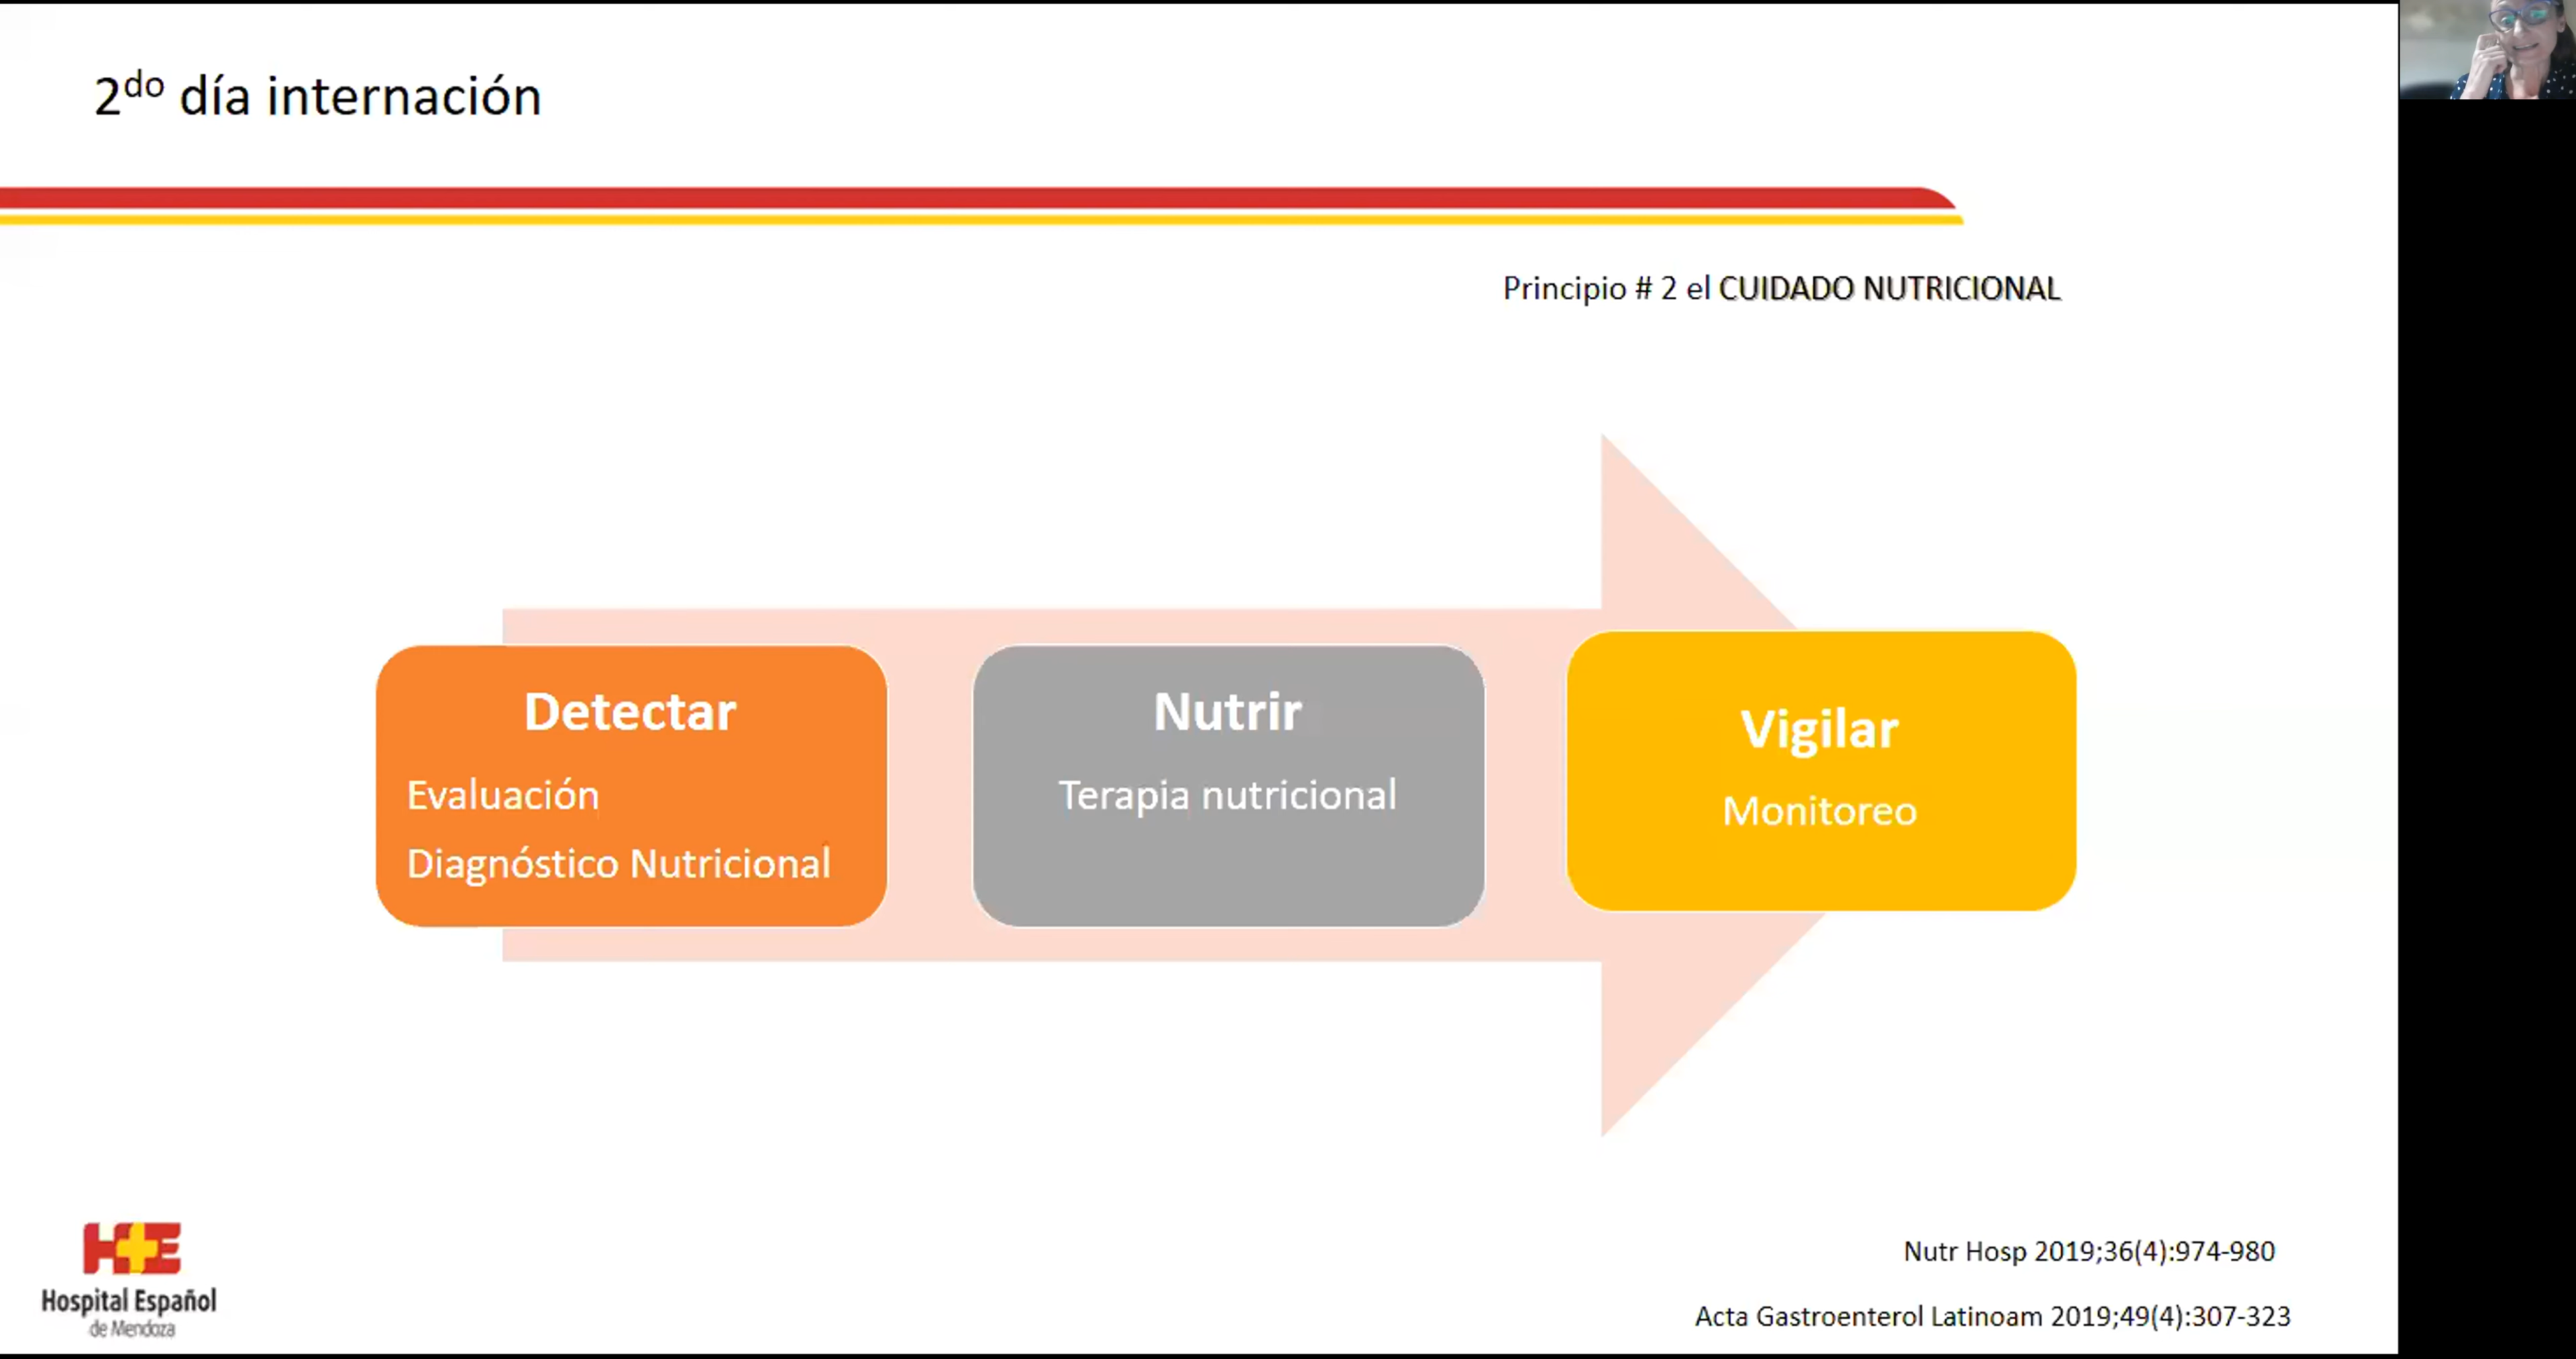 2do día internación
Principio # 2 el CUIDADO NUTRICIONAL
Detectar
Evaluación
Diagnóstico Nutricional
Nutrir
Terapia nutricional
Vigilar
Monitoreo
H+E
Hospital Español
de Mendoza
Nutr Hosp 2019;36(4):974-980
Acta Gastroenterol Latinoam 2019;49(4):307-323